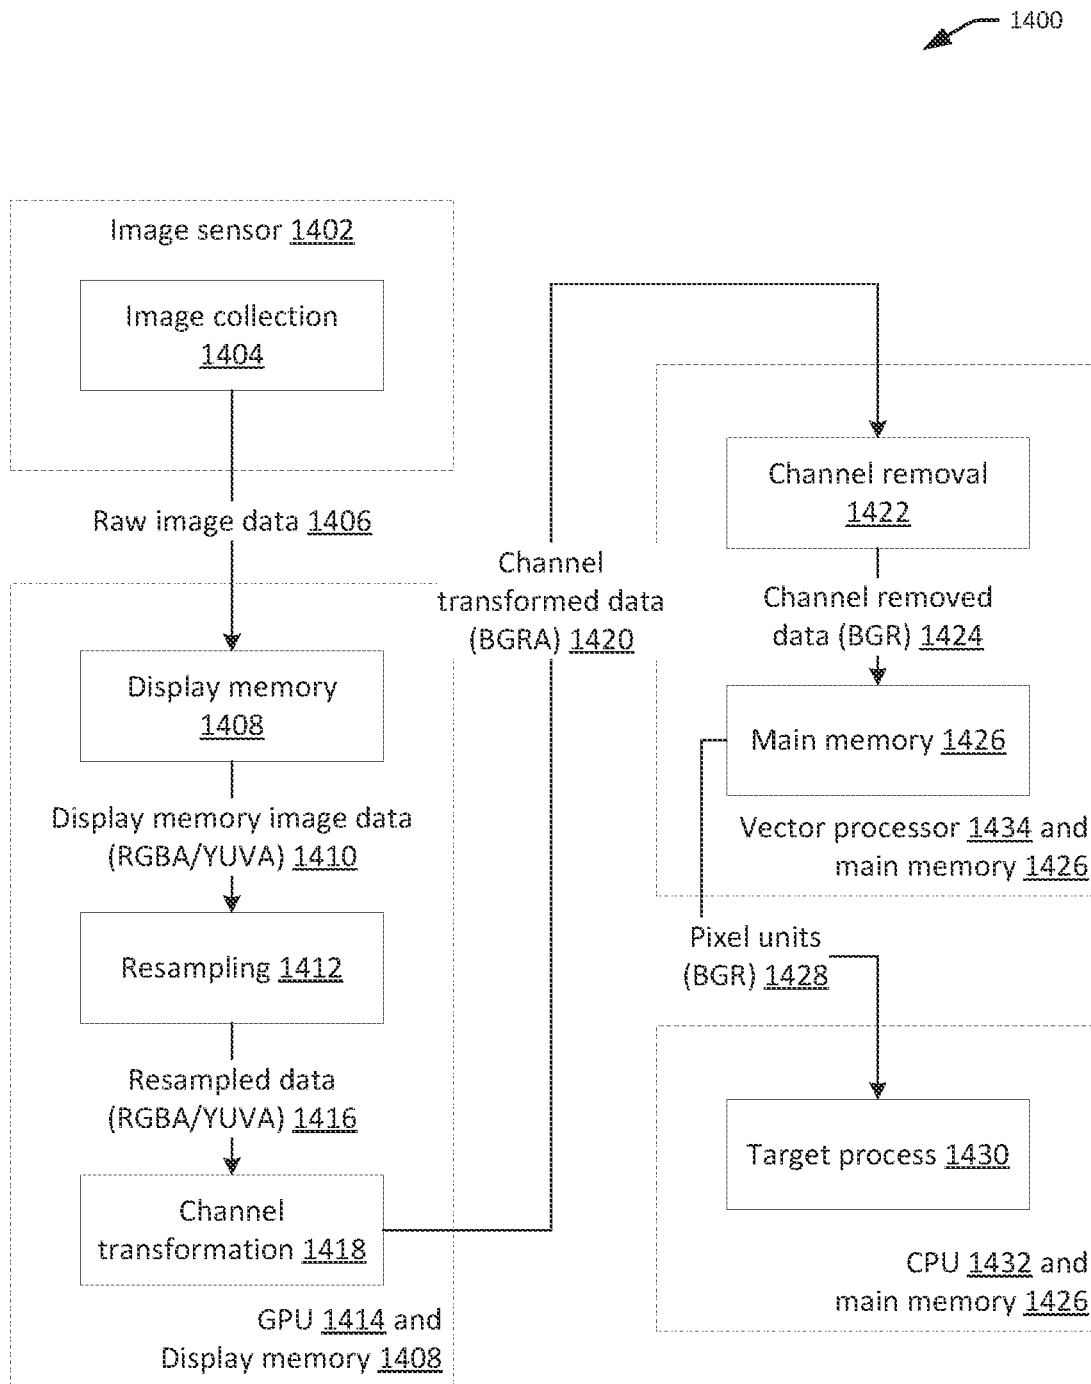 1400
Image sensor 1402
Image collection
1404
Raw image data 1406
Display memory
1408
Display memory image data
(RGBA/YUVA) 1410
Resampling 1412
Resampled data
(RGBA/YUVA) 1416
Channel
transformation 1418
GPU 1414 and
Display memory 1408
Channel
transformed data
(BGRA) 1420
Channel removal
1422
Channel removed
data (BGR) 1424
Main memory 1426
Vector processor 1434 and
main memory 1426
Pixel units
(BGR) 1428
Target process 1430
CPU 1432 and
main memory 1426